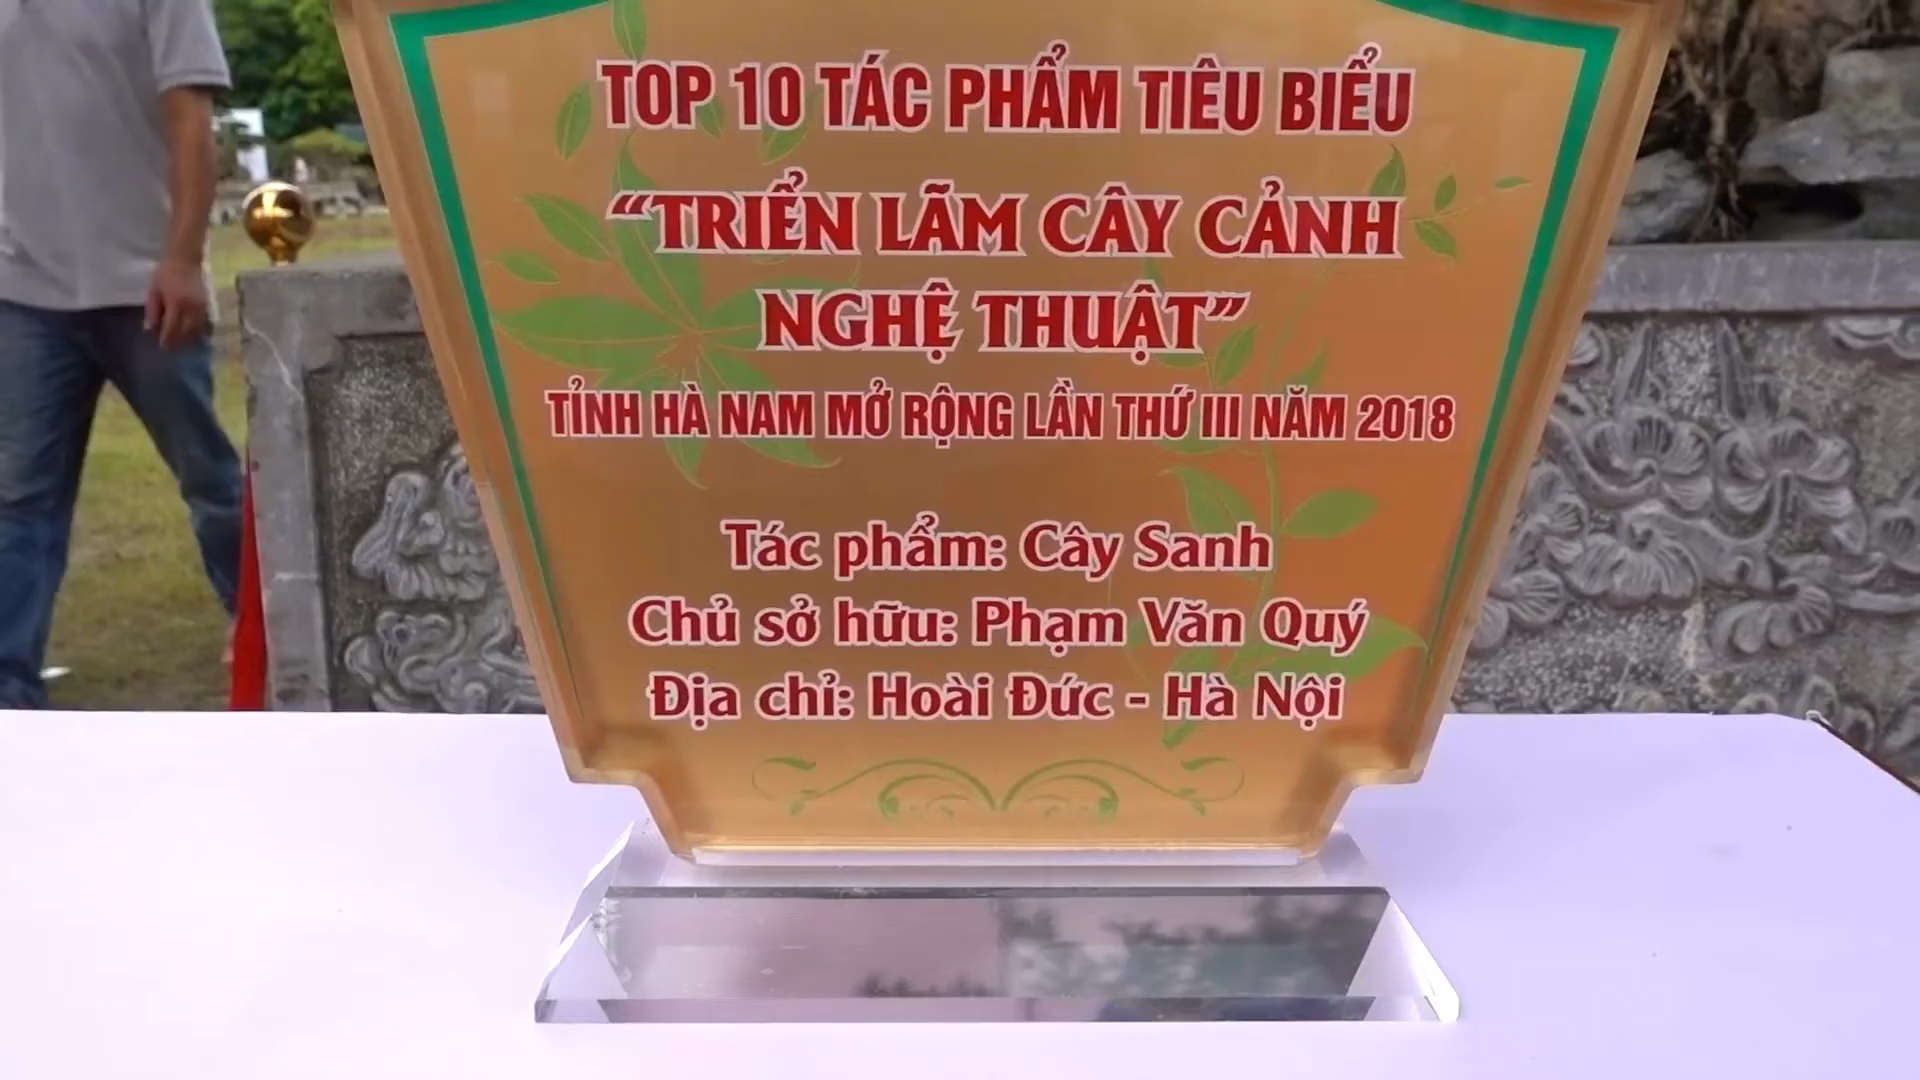 TOP 10 TÁC PHẨM TIÊU BIỂU
“TRIỂN LÃM CÂY CẢNH
NGHỆ THUẬT”
TỈNH HÀ NAM MỞ RỘNG LẦN THỨ III NĂM 2018
Tác phẩm: Cây Sanh
Chủ sở hữu: Phạm Văn Quý
Địa chỉ: Hoài Đức - Hà Nội